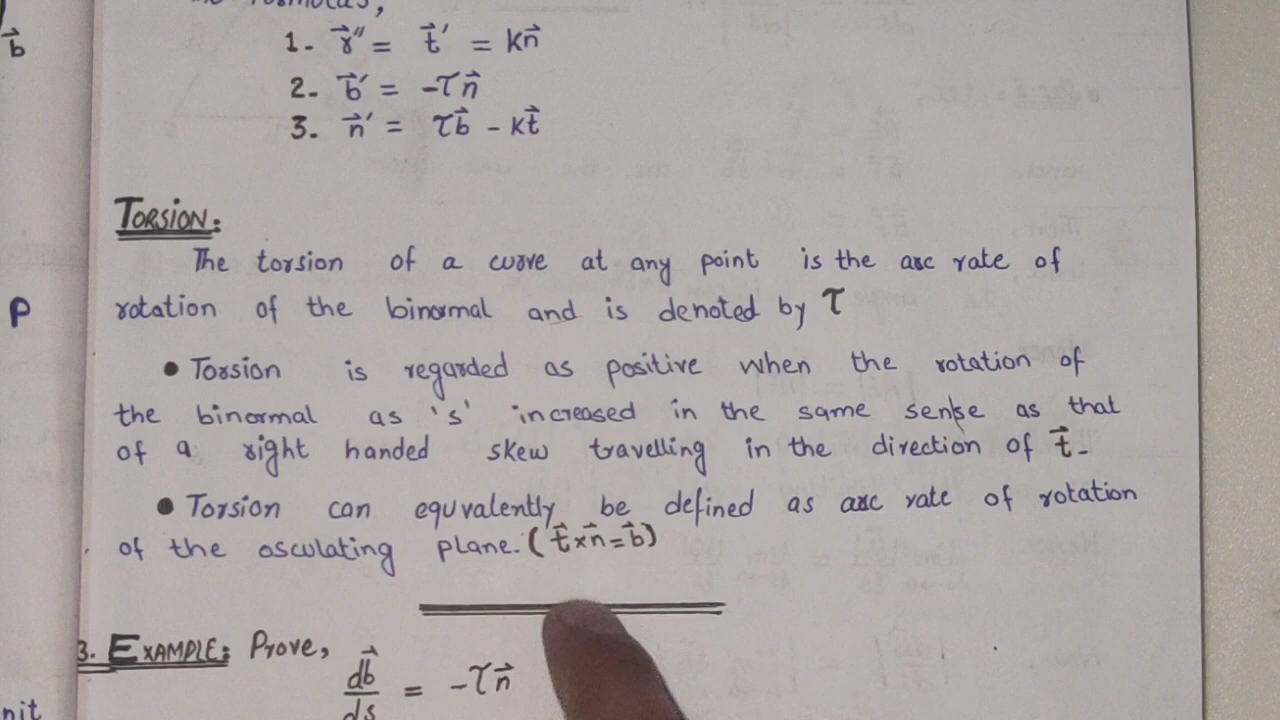 b⃗
P
nit
1- r⃗'' = t⃗' = kn⃗
2- b⃗' = -τn⃗
3. n⃗' = τb⃗ - kt⃗
TORSION:
The torsion of a curve at any point is the arc rate of
rotation of the binormal and is denoted by τ
• Torsion is regarded as positive when the rotation of
the binormal as 's' increased in the same sense as that
of a right handed skew travelling in the direction of t⃗-
• Torsion can equvalently be defined as arc rate of rotation
of the osculating plane. (t⃗×n⃗=b⃗)
3. EXAMPLE: Prove,
db⃗/ds = -τn⃗